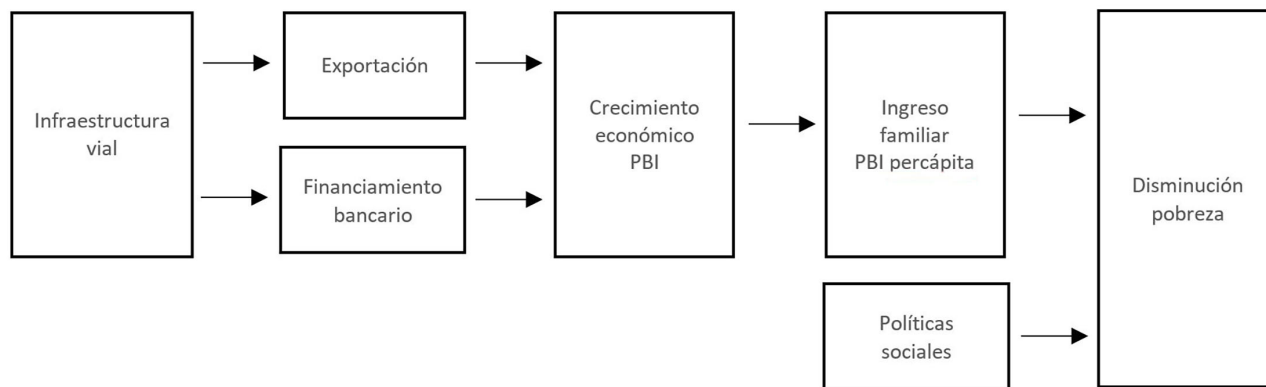 Infraestructura
vial
Exportación
Financiamiento
bancario
Crecimiento
económico
PBI
Ingreso
familiar
PBI percápita
Políticas
sociales
Disminución
pobreza